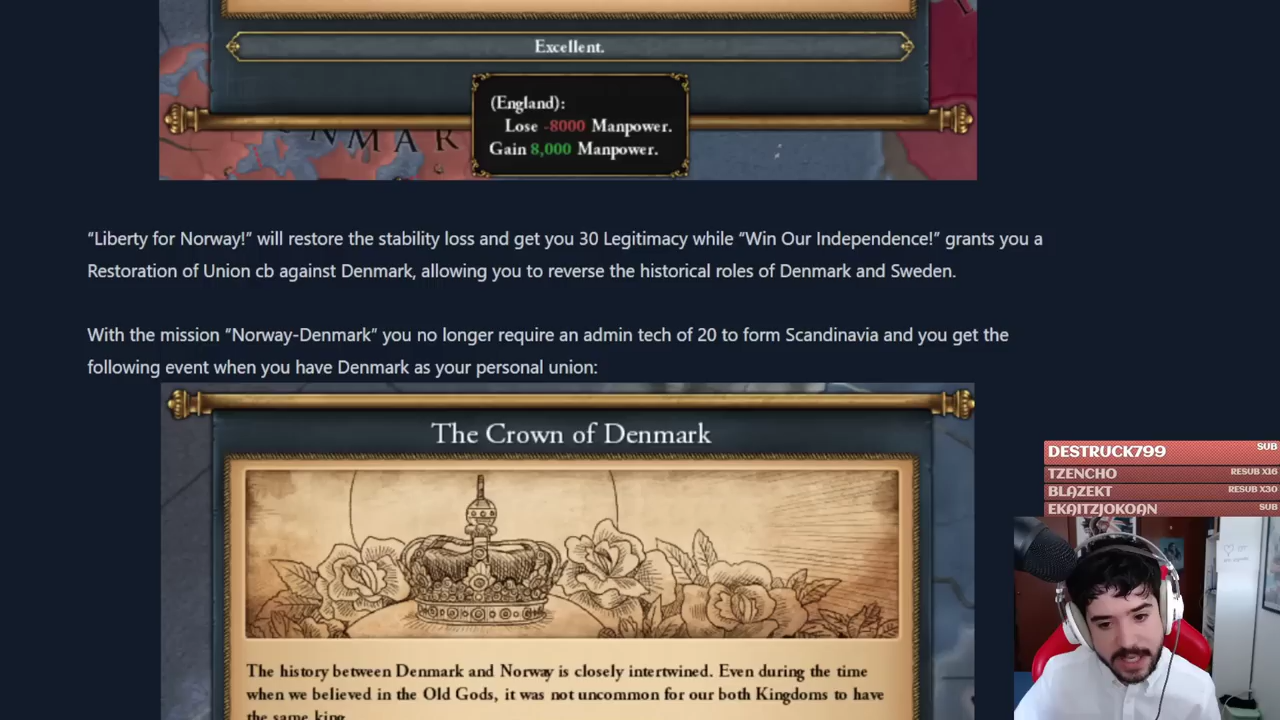 Excellent.
(England):
Lose -8000 Manpower.
Gain 8,000 Manpower.
NMAR
“Liberty for Norway!” will restore the stability loss and get you 30 Legitimacy while “Win Our Independence!” grants you a
Restoration of Union cb against Denmark, allowing you to reverse the historical roles of Denmark and Sweden.
With the mission “Norway-Denmark” you no longer require an admin tech of 20 to form Scandinavia and you get the
following event when you have Denmark as your personal union:
The Crown of Denmark
The history between Denmark and Norway is closely intertwined. Even during the time
when we believed in the Old Gods, it was not uncommon for our both Kingdoms to have
the same king
DESTRUCK799 SUB
TZENCHO RESUB X16
BLAZEKT RESUB X30
EKAITZJOKOAN SUB